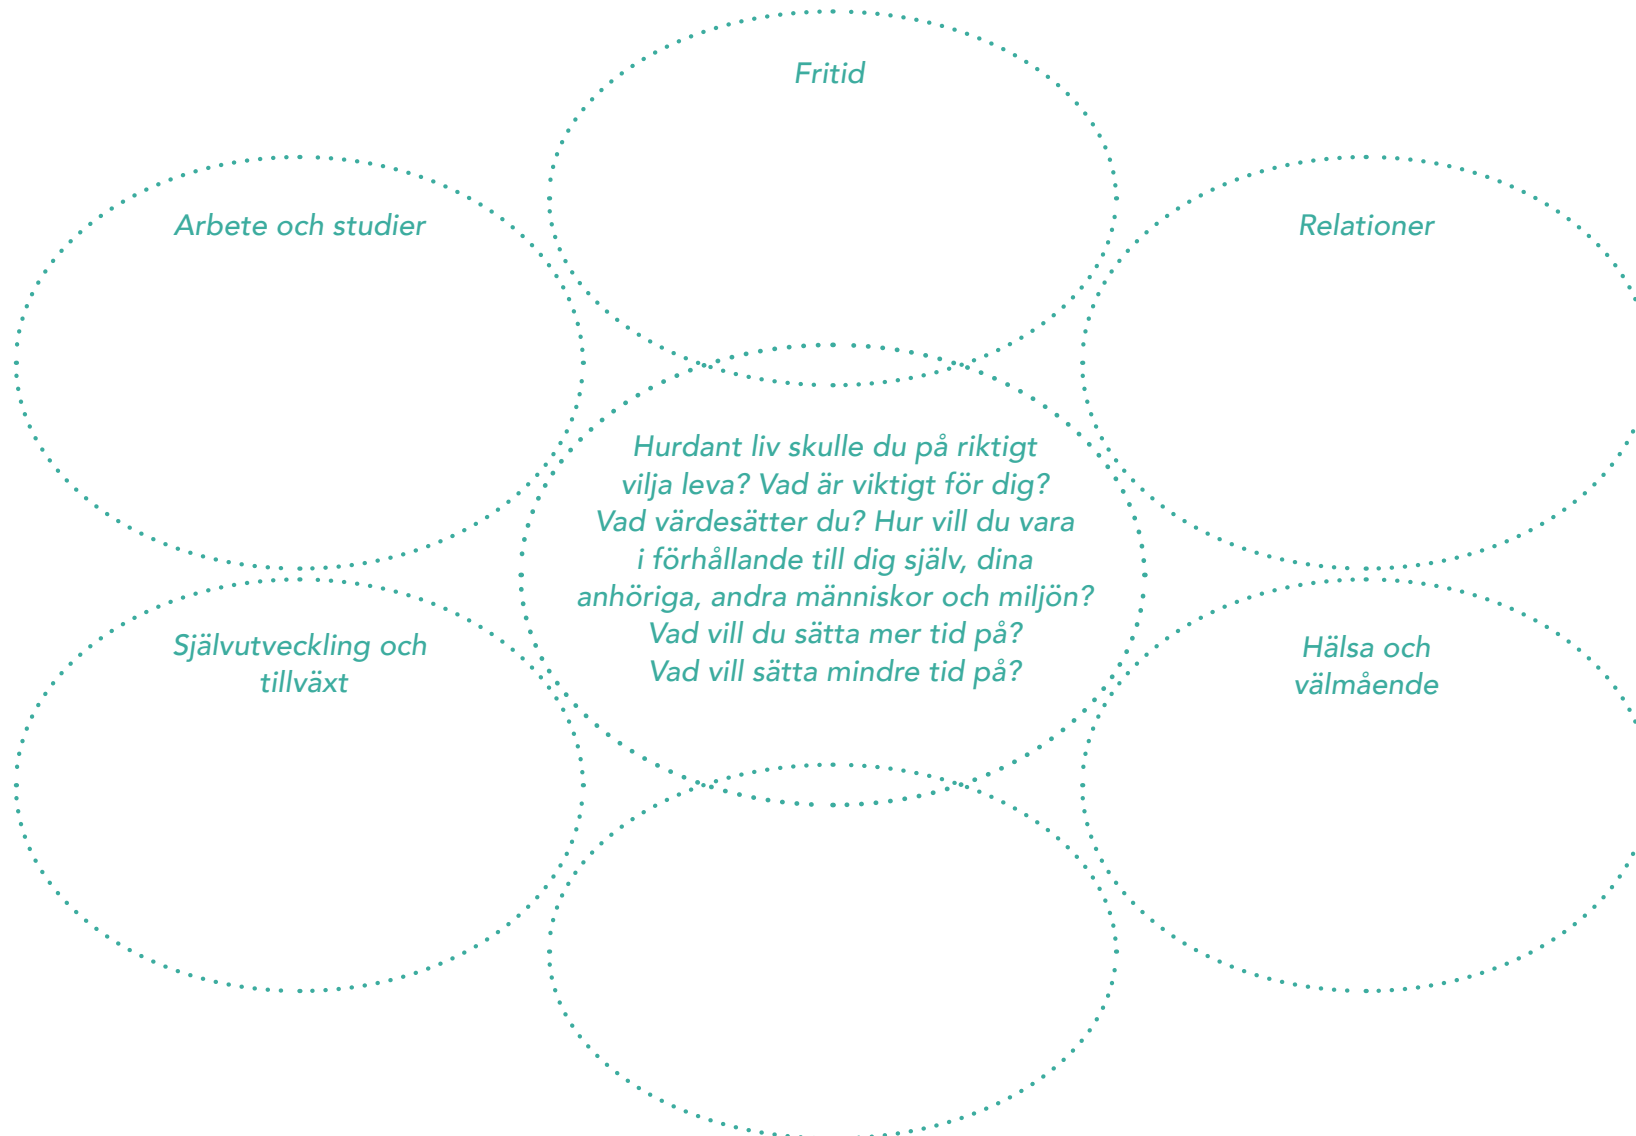 Fritid
Arbete och studier
Relationer
Hurdant liv skulle du på riktigt
vilja leva? Vad är viktigt för dig?
Vad värdesätter du? Hur vill du vara
i förhållande till dig själv, dina
anhöriga, andra människor och miljön?
Vad vill du sätta mer tid på?
Vad vill sätta mindre tid på?
Självutveckling och
tillväxt
Hälsa och
välmående